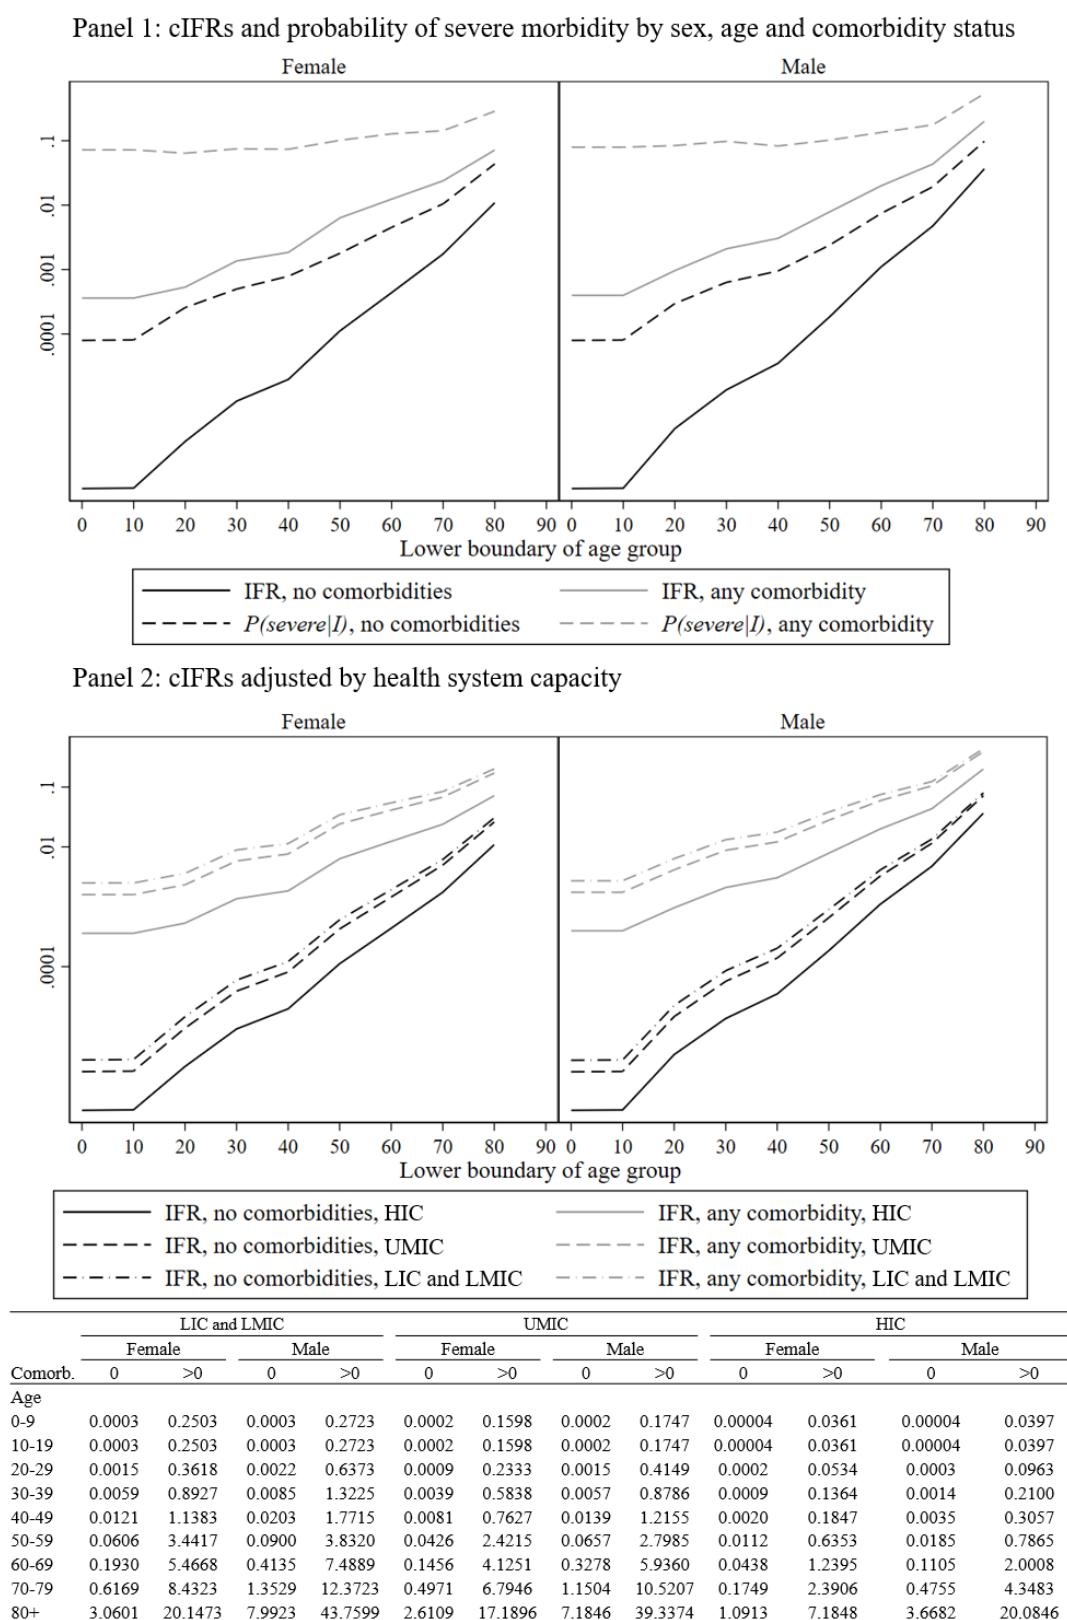 Panel 1: cIFRs and probability of severe morbidity by sex, age and comorbidity status
Female Male
.1
.01
.001
.0001
0 10 20 30 40 50 60 70 80 90 0 10 20 30 40 50 60 70 80 90
Lower boundary of age group
IFR, no comorbidities IFR, any comorbidity
P(severe|I), no comorbidities P(severe|I), any comorbidity
Panel 2: cIFRs adjusted by health system capacity
Female Male
.1
.01
.0001
0 10 20 30 40 50 60 70 80 90 0 10 20 30 40 50 60 70 80 90
Lower boundary of age group
IFR, no comorbidities, HIC IFR, any comorbidity, HIC
IFR, no comorbidities, UMIC IFR, any comorbidity, UMIC
IFR, no comorbidities, LIC and LMIC IFR, any comorbidity, LIC and LMIC
LIC and LMIC UMIC HIC
Female Male Female Male Female Male
Comorb. 0 >0 0 >0 0 >0 0 >0 0 >0 0 >0
Age
0-9 0.0003 0.2503 0.0003 0.2723 0.0002 0.1598 0.0002 0.1747 0.00004 0.0361 0.00004 0.0397
10-19 0.0003 0.2503 0.0003 0.2723 0.0002 0.1598 0.0002 0.1747 0.00004 0.0361 0.00004 0.0397
20-29 0.0015 0.3618 0.0022 0.6373 0.0009 0.2333 0.0015 0.4149 0.0002 0.0534 0.0003 0.0963
30-39 0.0059 0.8927 0.0085 1.3225 0.0039 0.5838 0.0057 0.8786 0.0009 0.1364 0.0014 0.2100
40-49 0.0121 1.1383 0.0203 1.7715 0.0081 0.7627 0.0139 1.2155 0.0020 0.1847 0.0035 0.3057
50-59 0.0606 3.4417 0.0900 3.8320 0.0426 2.4215 0.0657 2.7985 0.0112 0.6353 0.0185 0.7865
60-69 0.1930 5.4668 0.4135 7.4889 0.1456 4.1251 0.3278 5.9360 0.0438 1.2395 0.1105 2.0008
70-79 0.6169 8.4323 1.3529 12.3723 0.4971 6.7946 1.1504 10.5207 0.1749 2.3906 0.4755 4.3483
80+ 3.0601 20.1473 7.9923 43.7599 2.6109 17.1896 7.1846 39.3374 1.0913 7.1848 3.6682 20.0846